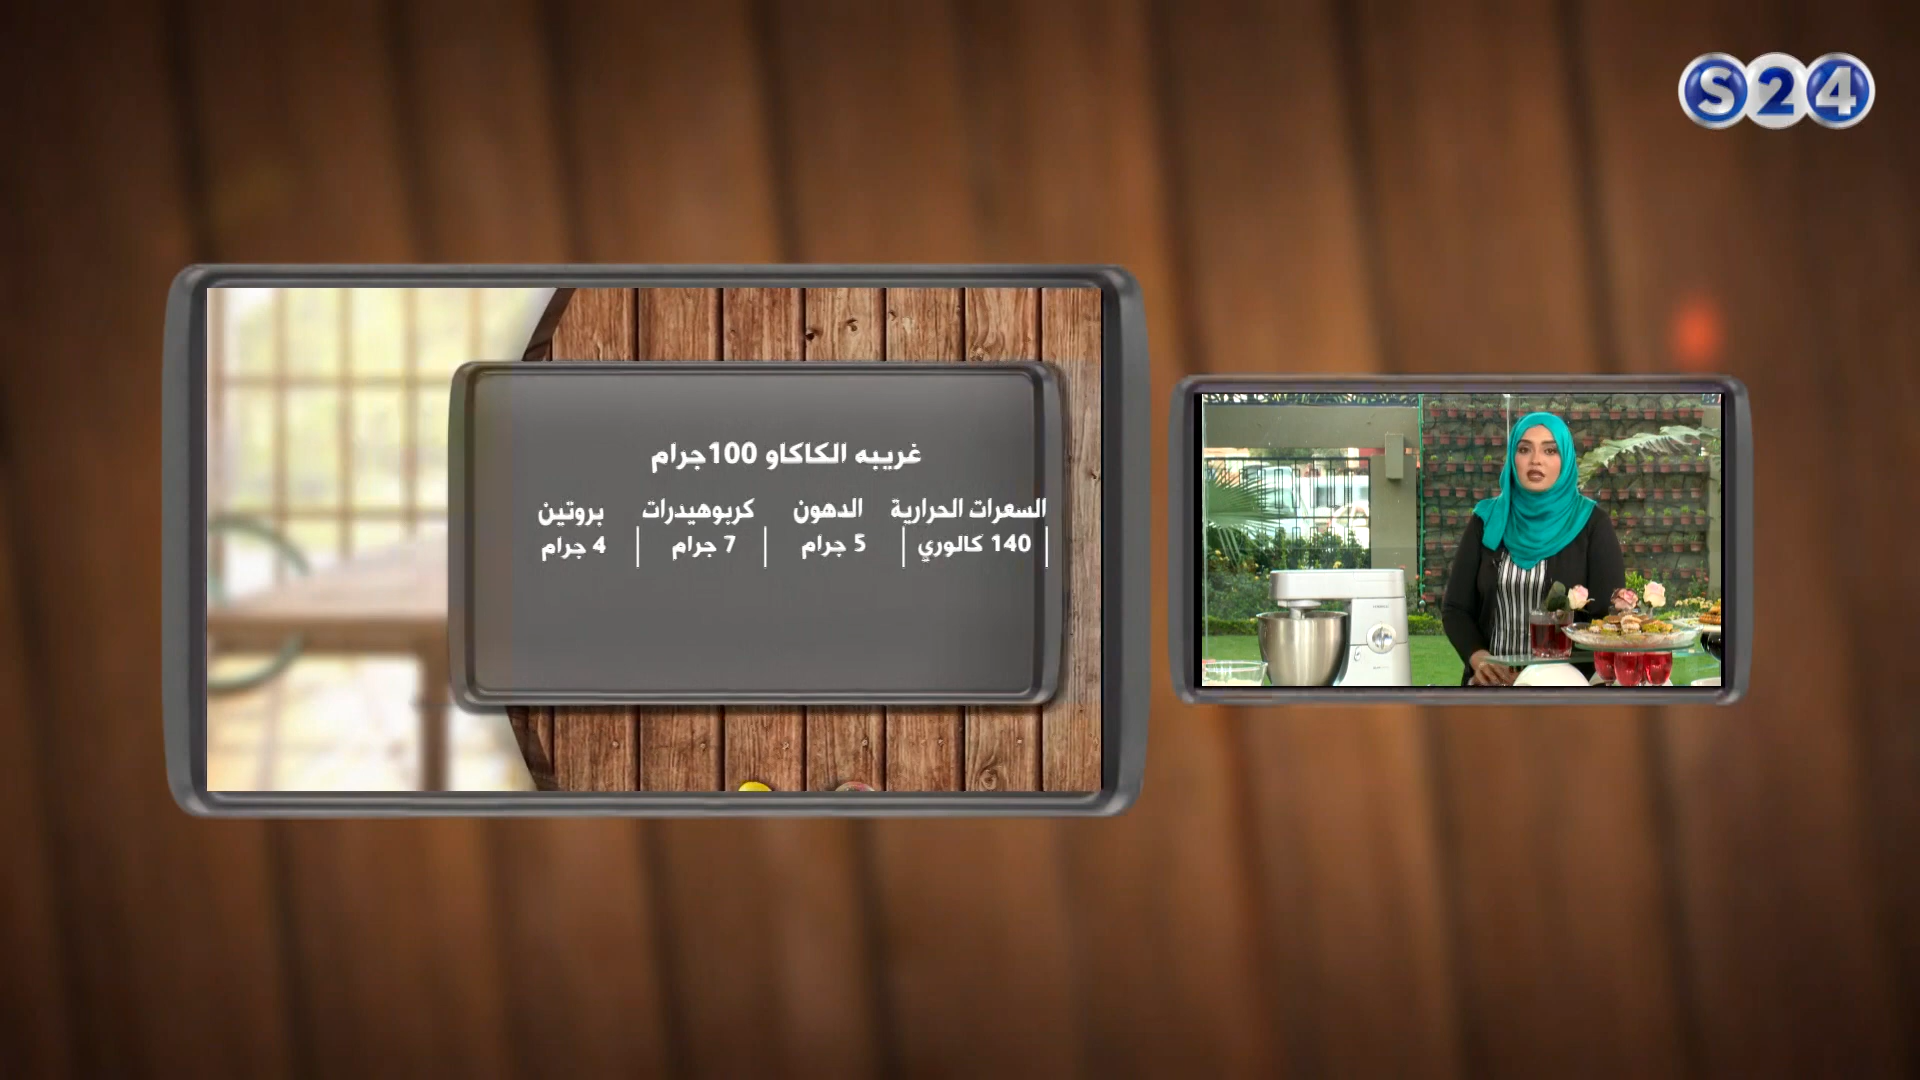 S24
غريبه الكاكاو 100جرام
السعرات الحرارية الدهون كربوهيدرات بروتين
140 كالوري | 5 جرام | 7 جرام | 4 جرام